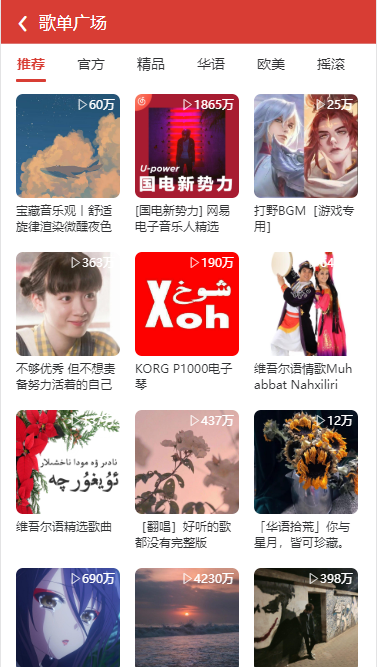 歌单广场
推荐 官方 精品 华语 欧美 摇滚
▷60万 ▷1865万 ▷25万
U-power
国电新势力
宝藏音乐观丨舒适
旋律渲染微醺夜色
[国电新势力] 网易
电子音乐人精选
打野BGM［游戏专
用］
▷363万 ▷190万
شوخ
Xoh
不够优秀 但不想妻
备努力活着的自己
KORG P1000电子
琴
维吾尔语情歌Muh
abbat Nahxiliri
▷437万 ▷12万
نادىر ۋە مودا ناخشىلار
ئۇيغۇرچە
维吾尔语精选歌曲
［翻唱］好听的歌
都没有完整版
「华语拾荒」你与
星月，皆可珍藏。
▷690万 ▷4230万 ▷398万